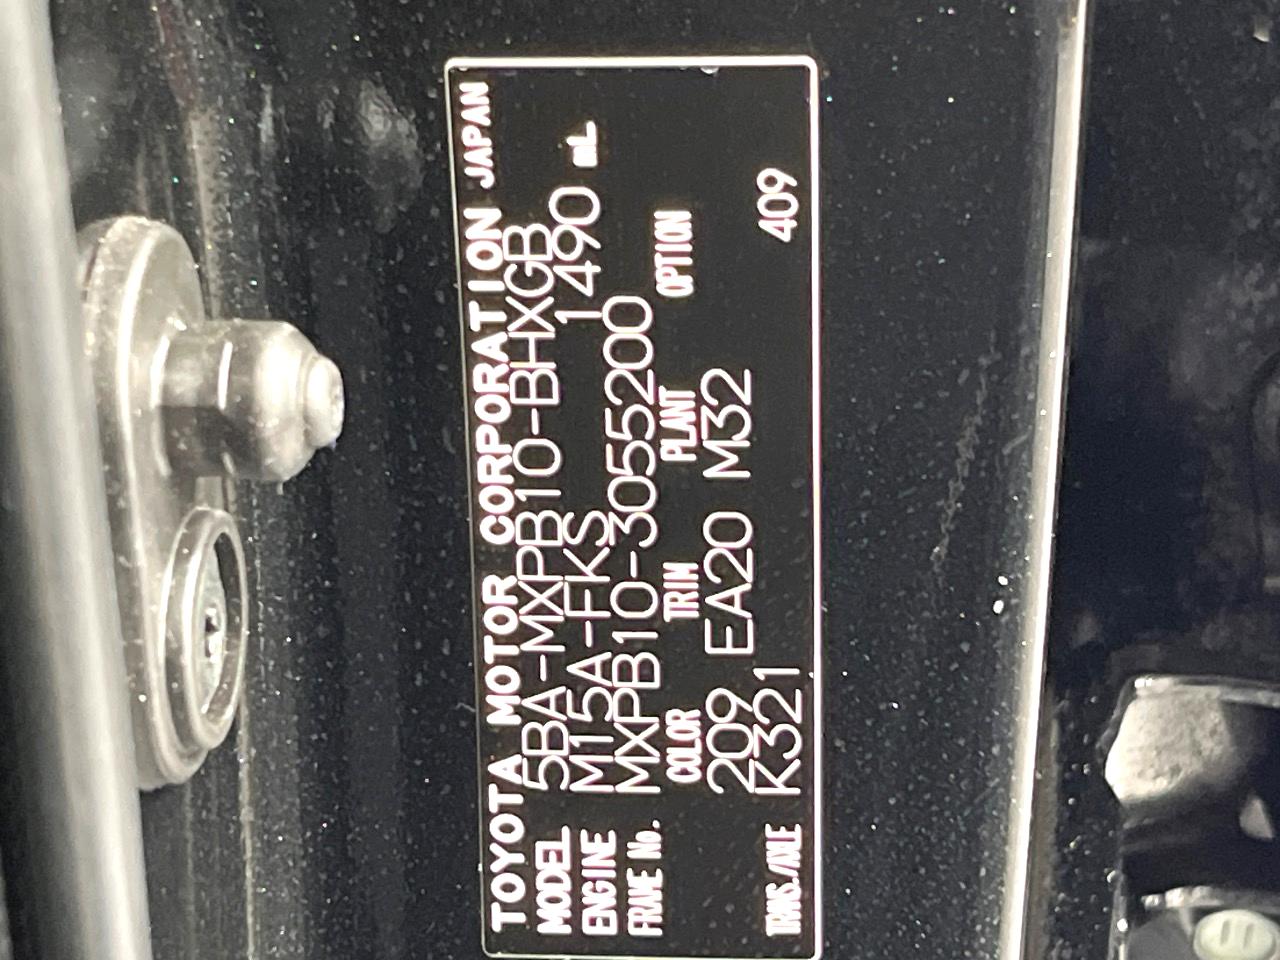 TOYOTA MOTOR CORPORATION JAPAN
MODEL 5BA-MXPB10-BHXGB
ENGINE M15A-FKS 1490 mL
FRAME No. MXPB10-3055200
COLOR TRIM PLANT OPTION
209 EA20 M32
TRANS./AXLE K321 409